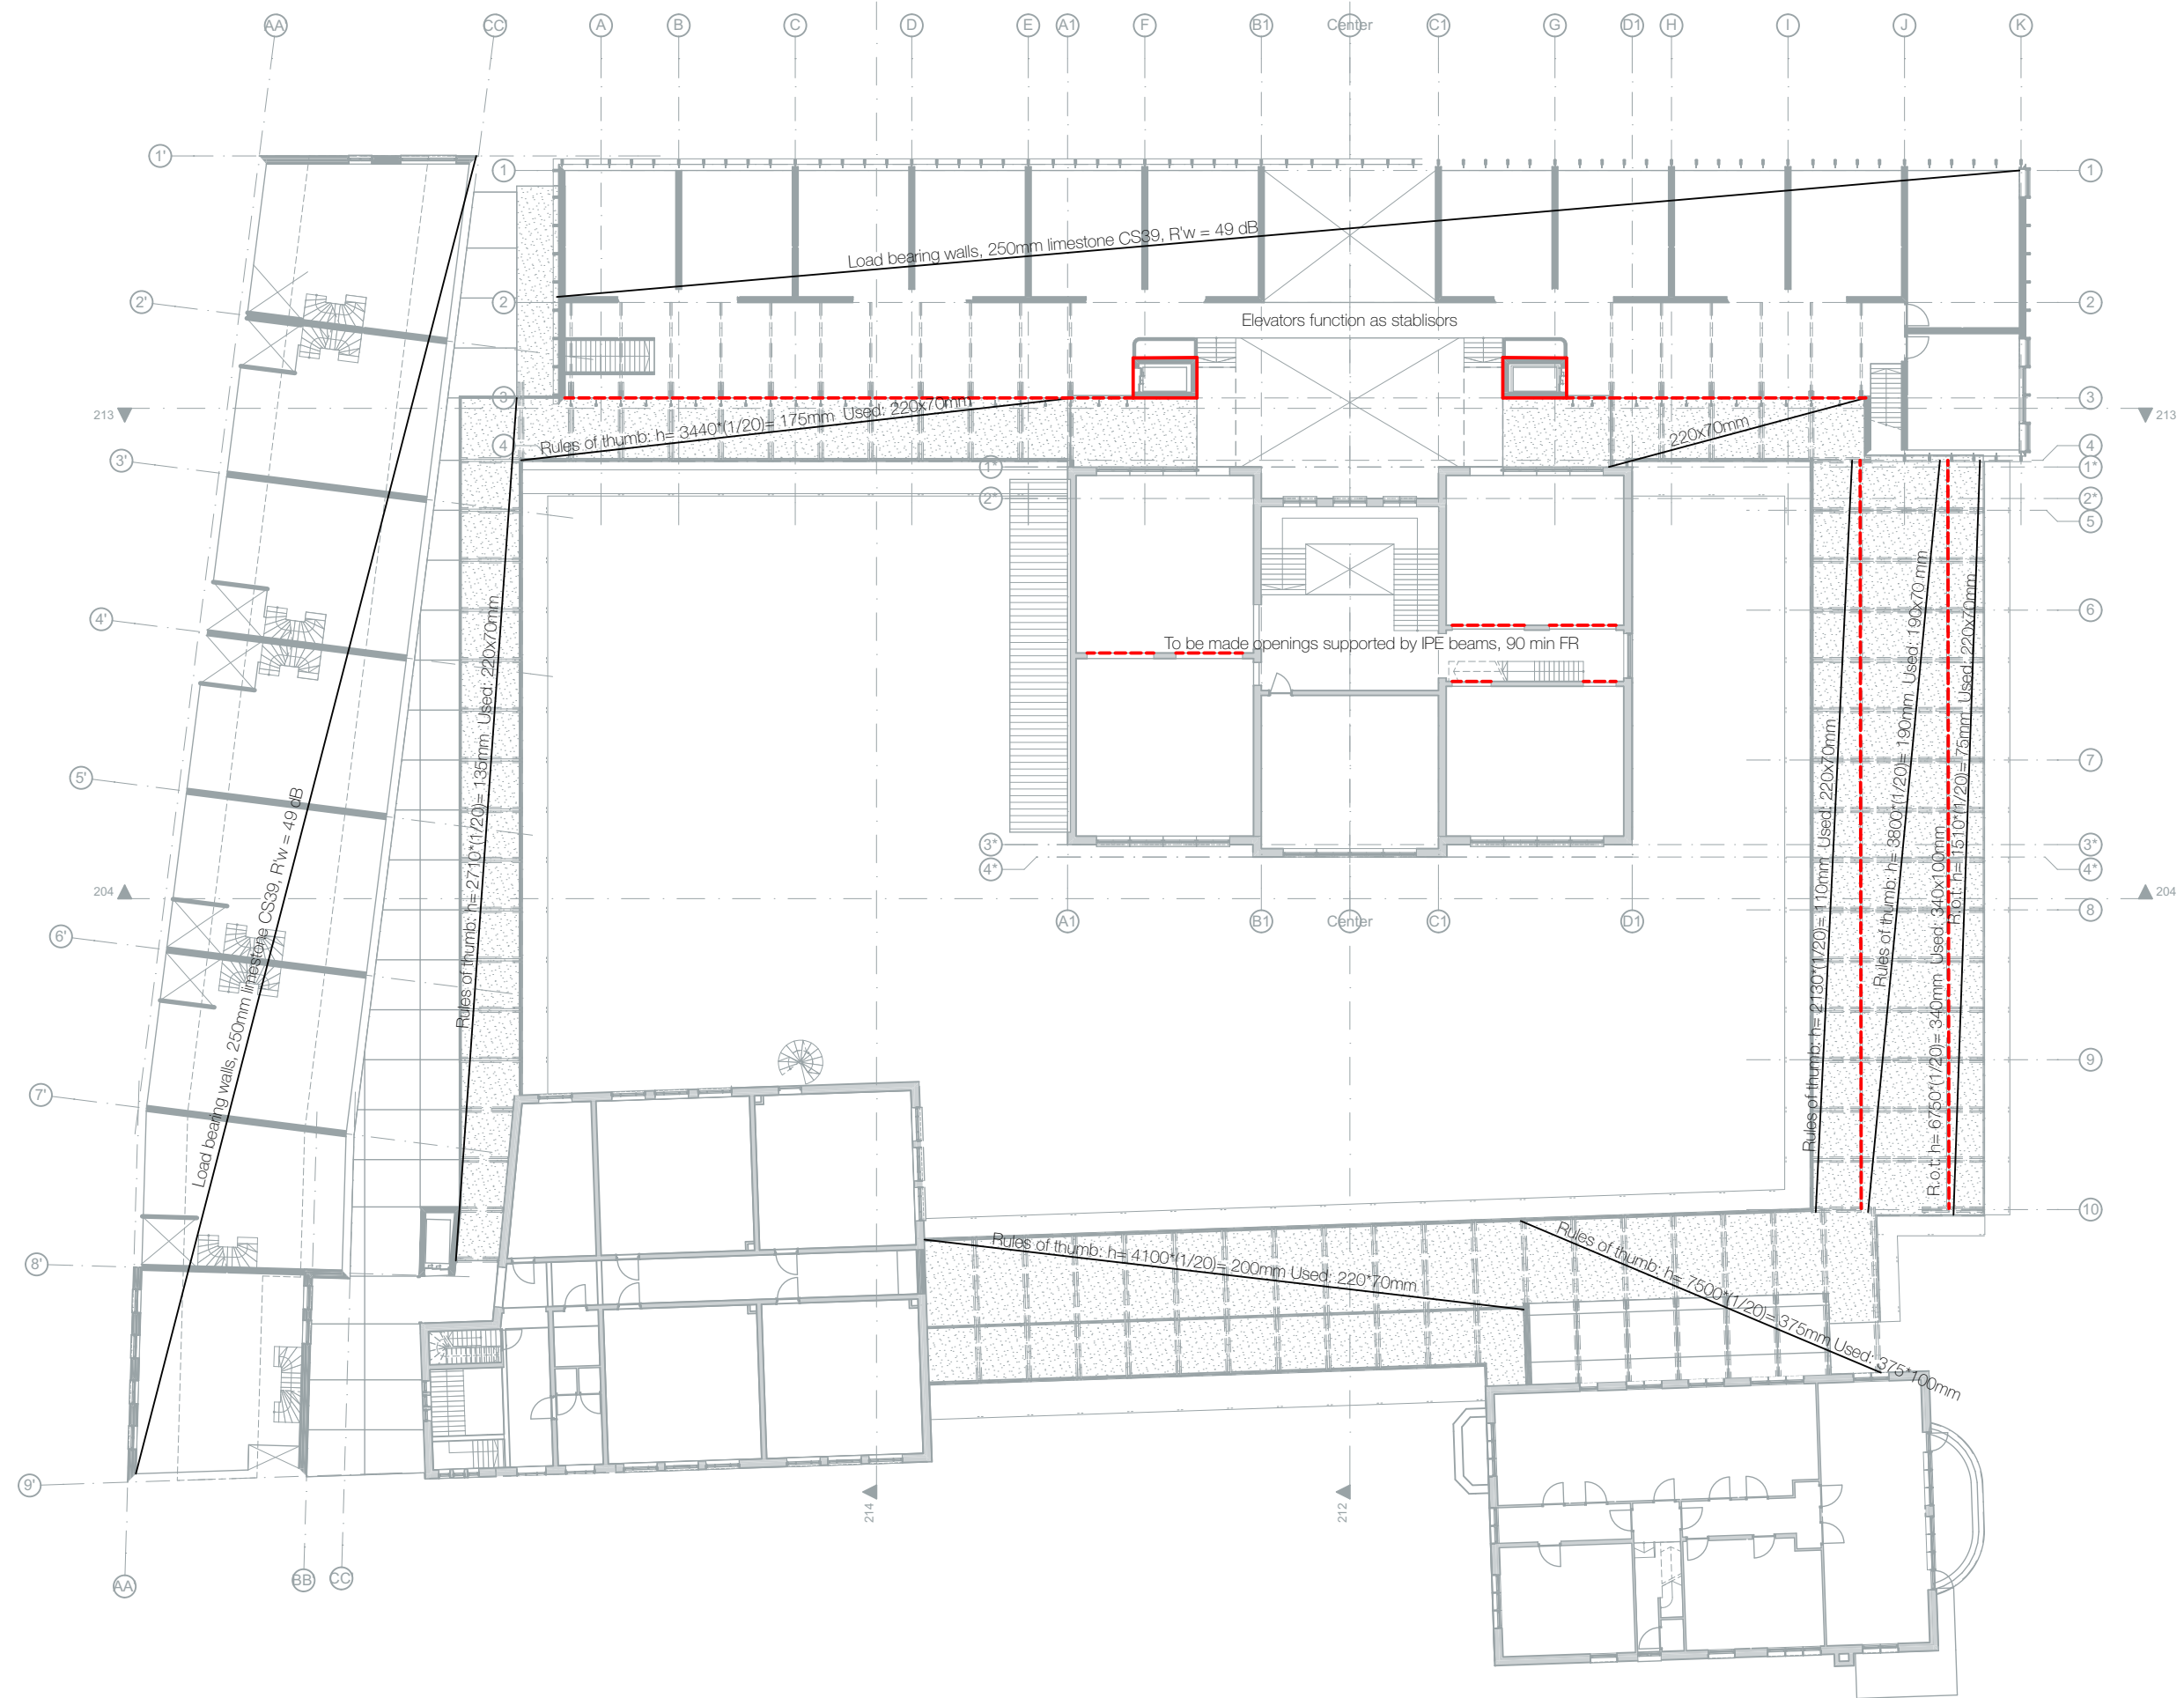 AA
CC
A
B
C
D
E
A1
F
B1
Center
C1
G
D1
H
I
J
K
1'
1
1
Load bearing walls, 250mm limestone CS39, R'w = 49 dB
2'
2
2
Elevators function as stablisors
3
3
213
213
Rules of thumb: h= 3440*(1/20)= 175mm Used: 220x70mm
220x70mm
4
4
3'
1*
1*
2*
2*
5
4'
6
To be made openings supported by IPE beams, 90 min FR
Load bearing walls, 250mm limestone CS39, R'w = 49 dB
Rules of thumb: h= 2710*(1/20)= 135mm Used: 220x70mm
Rules of thumb: h= 2130*(1/20)= 110mm Used: 220x70mm
Rules of thumb: h= 3800*(1/20)= 190mm Used: 190x70 mm
R.o.t: h= 6750*(1/20)= 340mm Used: 340x100mm
R.o.t: h=1510*(1/20)=75mm Used: 220x70mm
5'
7
3*
3*
4*
4*
204
204
8
A1
B1
Center
C1
D1
6'
9
7'
10
Rules of thumb: h= 4100*(1/20)= 200mm Used: 220*70mm
Rules of thumb: h= 7500*(1/20)= 375mm Used: 375*100mm
8'
9'
214
212
AA
BB
CC